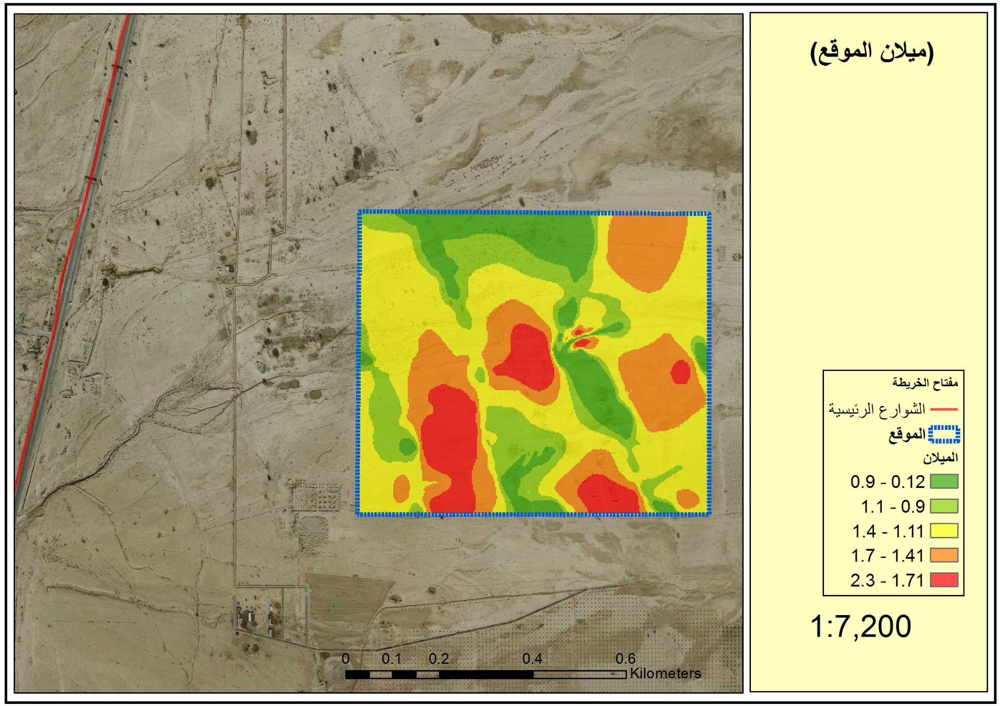 (ميلان الموقع)
مفتاح الخريطة
الشوارع الرئيسية
الموقع
الميلان
0.9 - 0.12
1.1 - 0.9
1.4 - 1.11
1.7 - 1.41
2.3 - 1.71
1:7,200
0 0.1 0.2 0.4 0.6
Kilometers